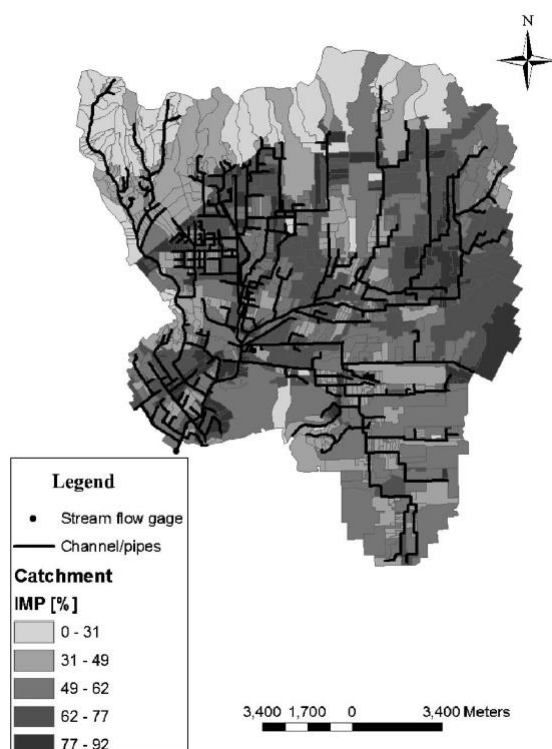 N
Legend
Stream flow gage
Channel/pipes
Catchment
IMP [%]
0 - 31
31 - 49
49 - 62
62 - 77
77 - 92
3,400 1,700 0 3,400 Meters